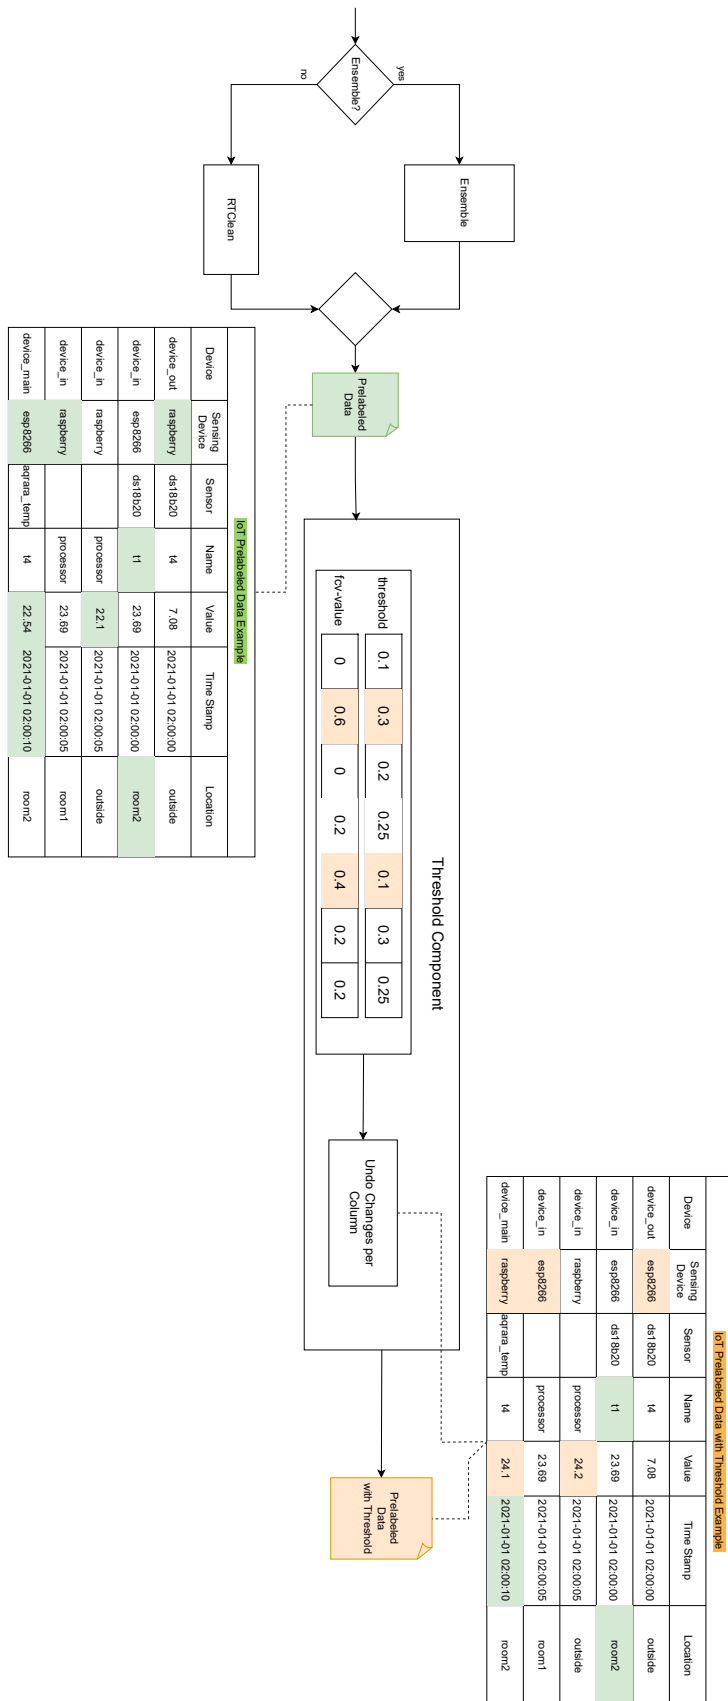 Ensemble?
yes
no
Ensemble
RTClean
Prelabeled
Data
IoT Prelabeled Data Example
Device Sensing Device Sensor Name Value Time Stamp Location
device_out raspberry ds18b20 t4 7.08 2021-01-01 02:00:00 outside
device_in esp8266 ds18b20 t1 23.69 2021-01-01 02:00:00 room2
device_in raspberry processor 22.1 2021-01-01 02:00:05 outside
device_in raspberry processor 23.69 2021-01-01 02:00:05 room1
device_main esp8266 aqrara_temp t4 22.54 2021-01-01 02:00:10 room2
Threshold Component
threshold 0.1 0.3 0.2 0.25 0.1 0.3 0.25
fcv-value 0 0.6 0 0.2 0.4 0.2 0.2
Undo Changes per
Column
IoT Prelabeled Data with Threshold Example
Device Sensing Device Sensor Name Value Time Stamp Location
device_out esp8266 ds18b20 t4 7.08 2021-01-01 02:00:00 outside
device_in esp8266 ds18b20 t1 23.69 2021-01-01 02:00:00 room2
device_in raspberry processor 24.2 2021-01-01 02:00:05 outside
device_in esp8266 processor 23.69 2021-01-01 02:00:05 room1
device_main raspberry aqrara_temp t4 24.1 2021-01-01 02:00:10 room2
Prelabeled
Data
with Threshold